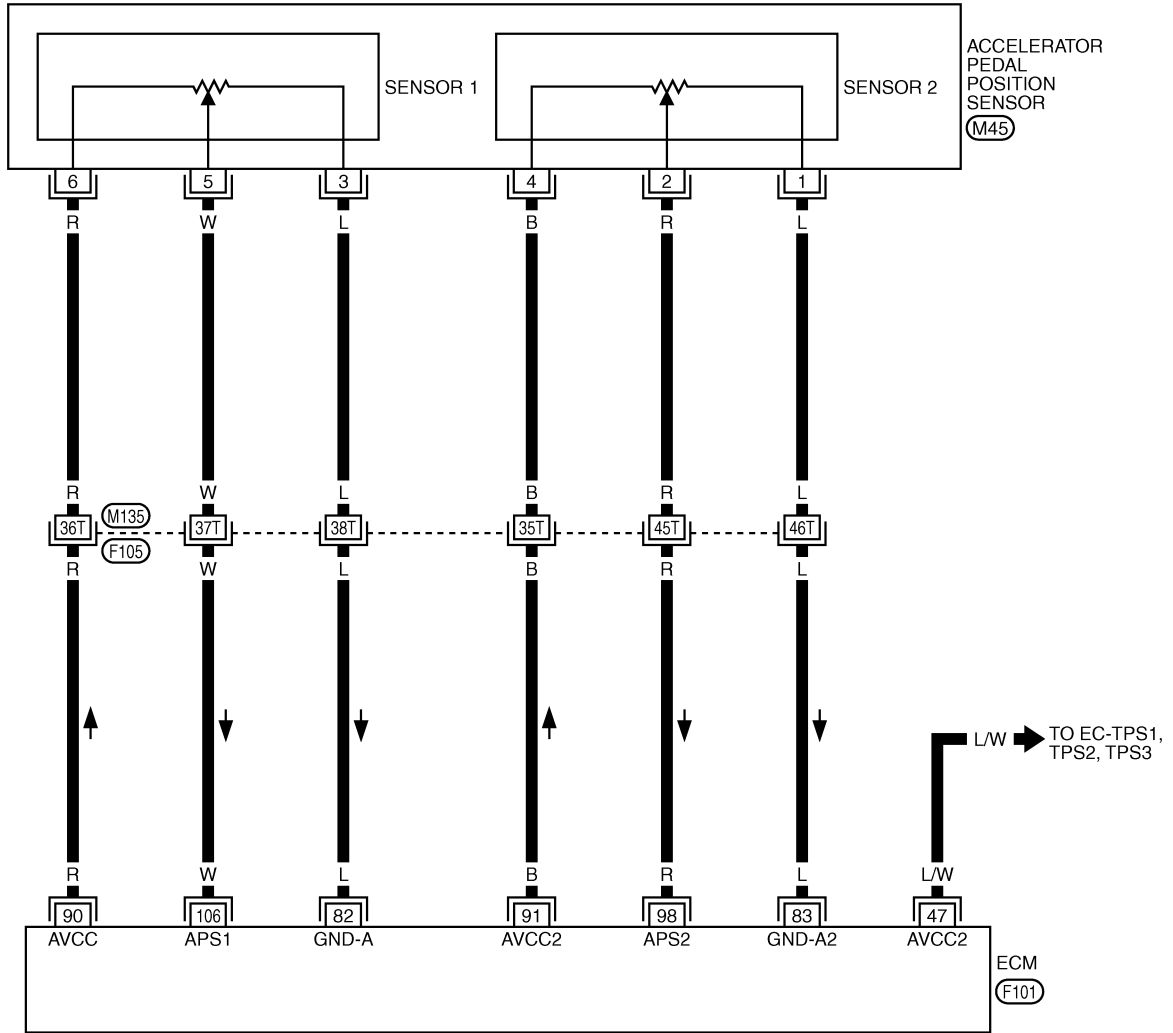 ACCELERATOR
PEDAL
POSITION
SENSOR
M45
SENSOR 1
SENSOR 2
6 5 3 4 2 1
R W L B R L
R W L B R L
36T M135 37T 38T 35T 45T 46T
F105
R W L B R L
L/W TO EC-TPS1,
TPS2, TPS3
R W L B R L L/W
90 106 82 91 98 83 47
AVCC APS1 GND-A AVCC2 APS2 GND-A2 AVCC2
ECM
F101